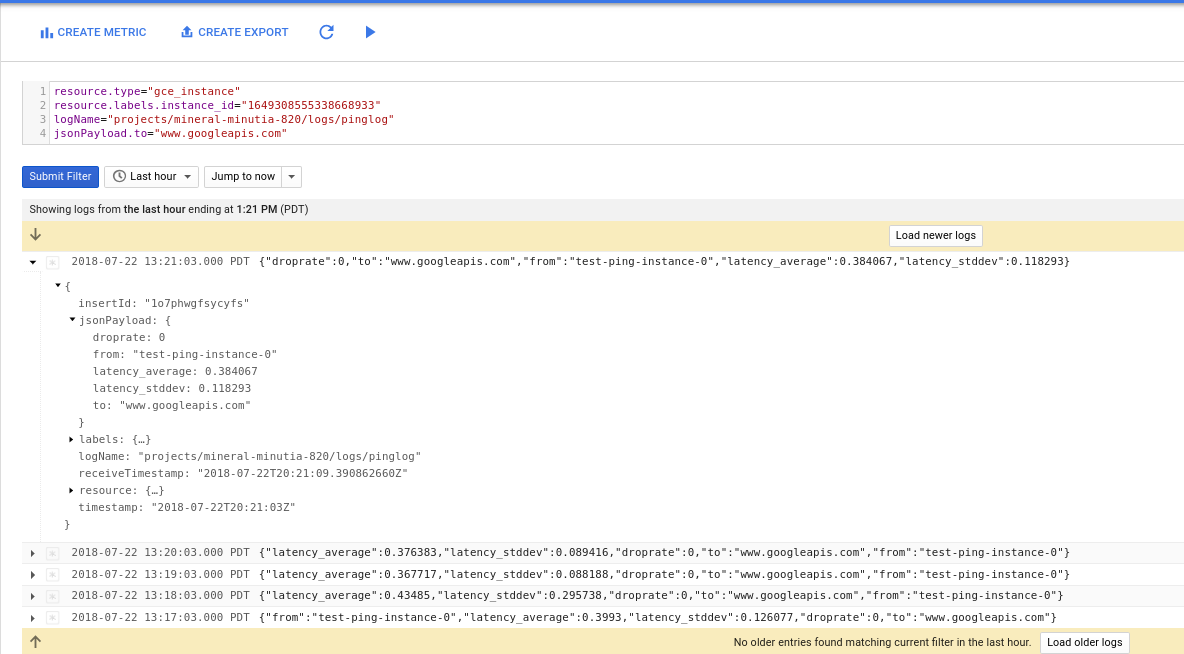 CREATE METRIC CREATE EXPORT
1 resource.type="gce_instance"
2 resource.labels.instance_id="1649308555338668933"
3 logName="projects/mineral-minutia-820/logs/pinglog"
4 jsonPayload.to="www.googleapis.com"
Submit Filter Last hour Jump to now
Showing logs from the last hour ending at 1:21 PM (PDT)
Load newer logs
2018-07-22 13:21:03.000 PDT {"droprate":0,"to":"www.googleapis.com","from":"test-ping-instance-0","latency_average":0.384067,"latency_stddev":0.118293}
{
insertId: "1o7phwgfsycyfs"
jsonPayload: {
droprate: 0
from: "test-ping-instance-0"
latency_average: 0.384067
latency_stddev: 0.118293
to: "www.googleapis.com"
}
labels: {…}
logName: "projects/mineral-minutia-820/logs/pinglog"
receiveTimestamp: "2018-07-22T20:21:09.390862660Z"
resource: {…}
timestamp: "2018-07-22T20:21:03Z"
}
2018-07-22 13:20:03.000 PDT {"latency_average":0.376383,"latency_stddev":0.089416,"droprate":0,"to":"www.googleapis.com","from":"test-ping-instance-0"}
2018-07-22 13:19:03.000 PDT {"latency_average":0.367717,"latency_stddev":0.088188,"droprate":0,"to":"www.googleapis.com","from":"test-ping-instance-0"}
2018-07-22 13:18:03.000 PDT {"latency_average":0.43485,"latency_stddev":0.295738,"droprate":0,"to":"www.googleapis.com","from":"test-ping-instance-0"}
2018-07-22 13:17:03.000 PDT {"from":"test-ping-instance-0","latency_average":0.3993,"latency_stddev":0.126077,"droprate":0,"to":"www.googleapis.com"}
No older entries found matching current filter in the last hour. Load older logs